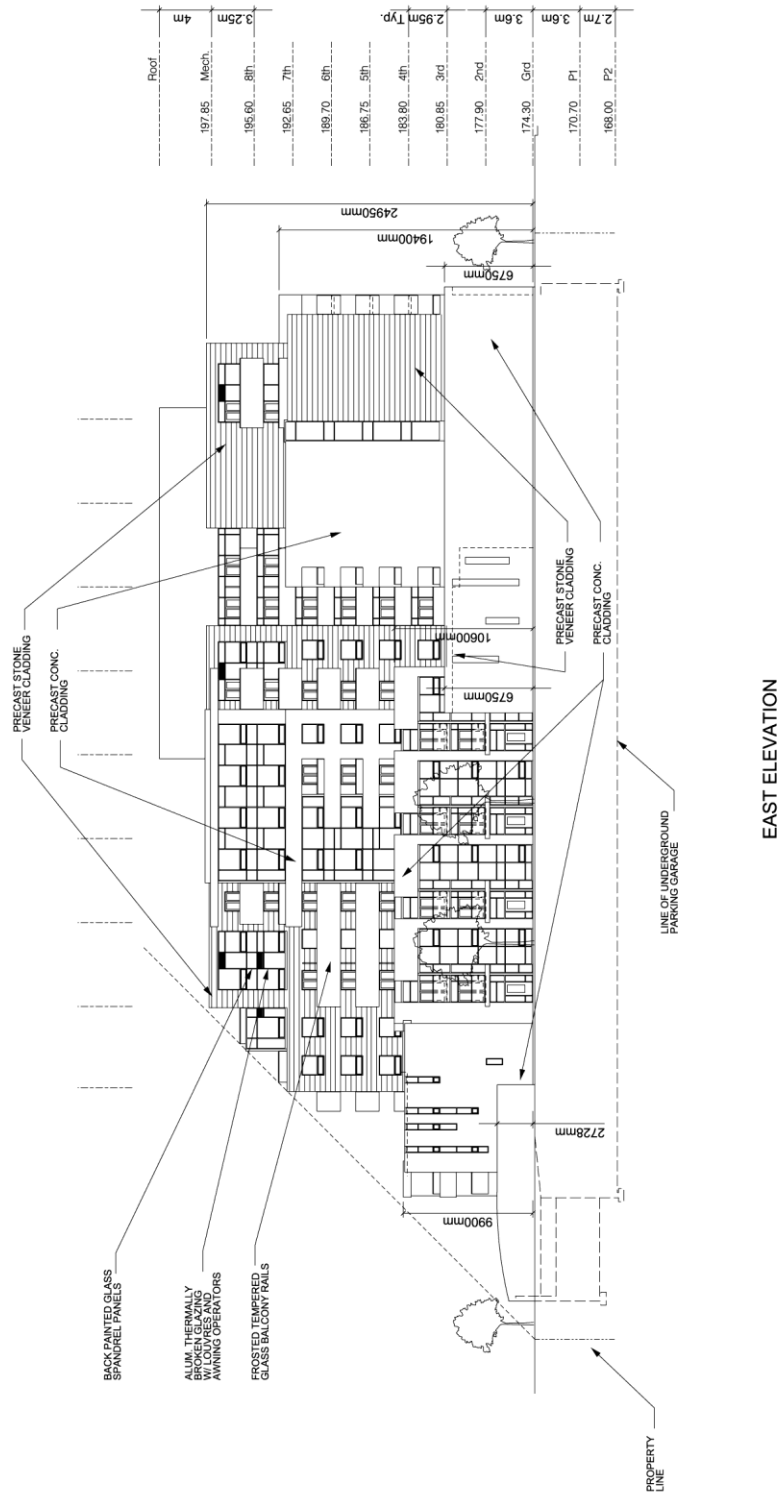 PRECAST STONE
VENEER CLADDING
PRECAST CONC.
CLADDING
BACK PAINTED GLASS
SPANDREL PANELS
ALUM. THERMALLY
BROKEN GLAZING
W/ LOUVRES AND
AWNING OPERATORS
FROSTED TEMPERED
GLASS BALCONY RAILS
PROPERTY
LINE
9900mm
2728mm
10600mm
6750mm
6750mm
19400mm
24950mm
LINE OF UNDERGROUND
PARKING GARAGE
PRECAST STONE
VENEER CLADDING
PRECAST CONC.
CLADDING
Roof
4m
197.85 Mech.
3.25m
195.60 8th
192.65 7th
189.70 6th
186.75 5th
183.80 4th
2.95m Typ.
180.85 3rd
177.90 2nd
3.6m
174.30 Grd
3.6m
170.70 P1
2.7m
168.00 P2
EAST ELEVATION